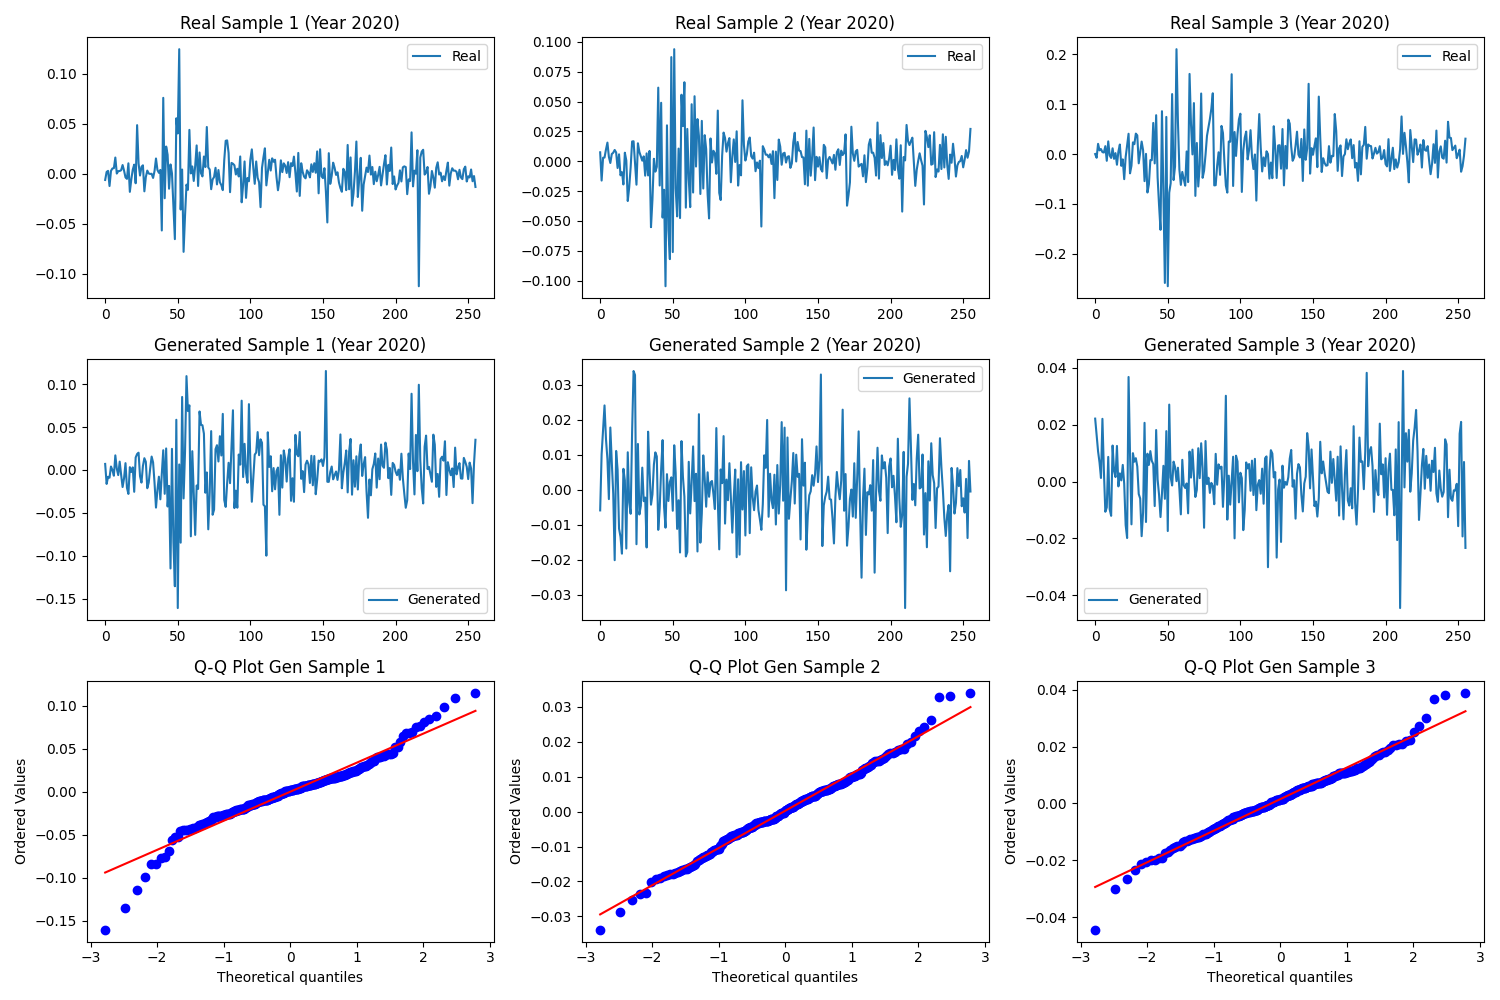 Real Sample 1 (Year 2020)
Real Sample 2 (Year 2020)
Real Sample 3 (Year 2020)
Real
Real
Real
0.10
0.05
0.00
−0.05
−0.10
0.100
0.075
0.050
0.025
0.000
−0.025
−0.050
−0.075
−0.100
0.2
0.1
0.0
−0.1
−0.2
0 50 100 150 200 250
0 50 100 150 200 250
0 50 100 150 200 250
Generated Sample 1 (Year 2020)
Generated Sample 2 (Year 2020)
Generated Sample 3 (Year 2020)
0.10
0.05
0.00
−0.05
−0.10
−0.15
Generated
0.03
0.02
0.01
0.00
−0.01
−0.02
−0.03
Generated
0.04
0.02
0.00
−0.02
−0.04
Generated
0 50 100 150 200 250
0 50 100 150 200 250
0 50 100 150 200 250
Q-Q Plot Gen Sample 1
Q-Q Plot Gen Sample 2
Q-Q Plot Gen Sample 3
Ordered Values
0.10
0.05
0.00
−0.05
−0.10
−0.15
Ordered Values
0.03
0.02
0.01
0.00
−0.01
−0.02
−0.03
Ordered Values
0.04
0.02
0.00
−0.02
−0.04
−3 −2 −1 0 1 2 3
−3 −2 −1 0 1 2 3
−3 −2 −1 0 1 2 3
Theoretical quantiles
Theoretical quantiles
Theoretical quantiles